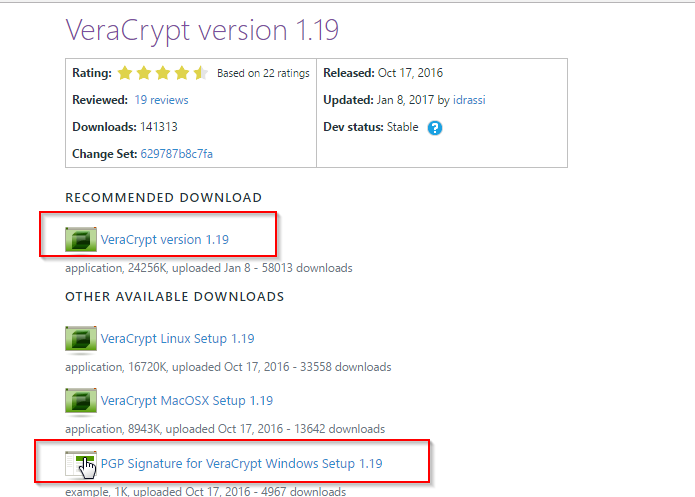 VeraCrypt version 1.19
Rating: Based on 22 ratings
Released: Oct 17, 2016
Reviewed: 19 reviews
Updated: Jan 8, 2017 by idrassi
Downloads: 141313
Dev status: Stable ?
Change Set: 629787b8c7fa
RECOMMENDED DOWNLOAD
VeraCrypt version 1.19
application, 24256K, uploaded Jan 8 - 58013 downloads
OTHER AVAILABLE DOWNLOADS
VeraCrypt Linux Setup 1.19
application, 16720K, uploaded Oct 17, 2016 - 33558 downloads
VeraCrypt MacOSX Setup 1.19
application, 8943K, uploaded Oct 17, 2016 - 13642 downloads
PGP Signature for VeraCrypt Windows Setup 1.19
example, 1K, uploaded Oct 17, 2016 - 4967 downloads